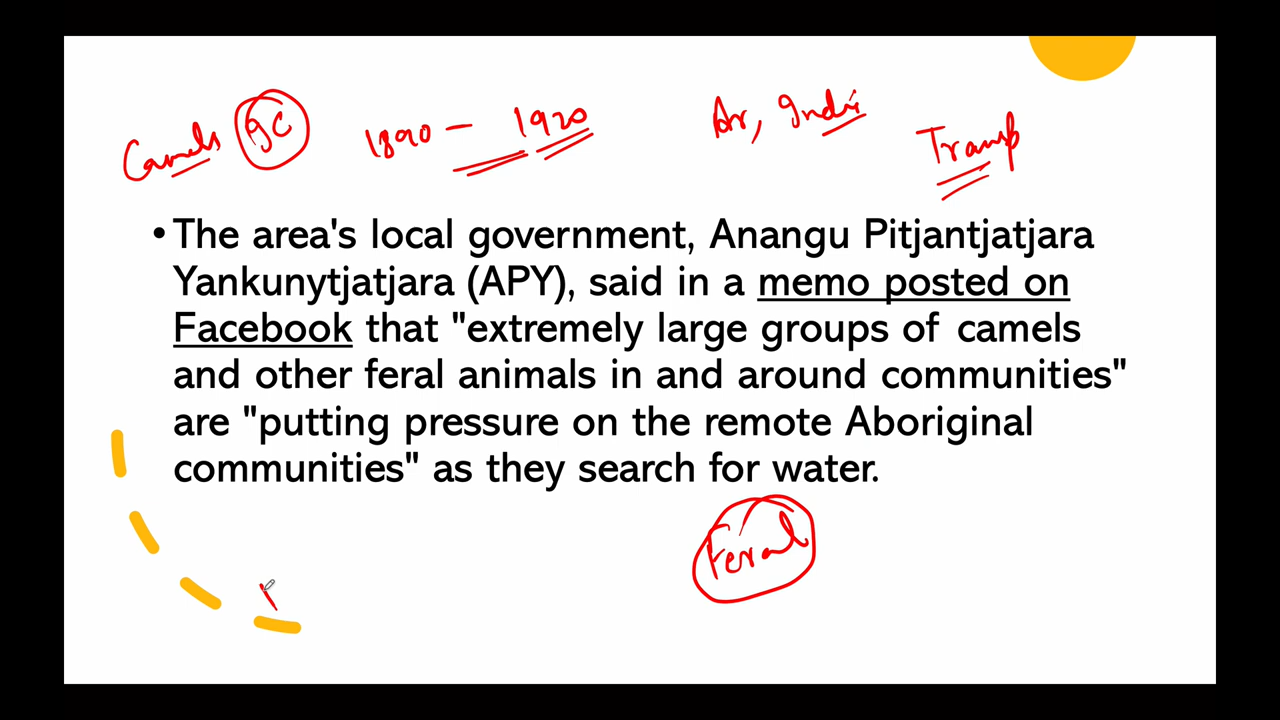 Camels 1890 - 1920 Ar, Indi Transp
• The area's local government, Anangu Pitjantjatjara
Yankunytjatjara (APY), said in a memo posted on
Facebook that "extremely large groups of camels
and other feral animals in and around communities"
are "putting pressure on the remote Aboriginal
communities" as they search for water.
Feral